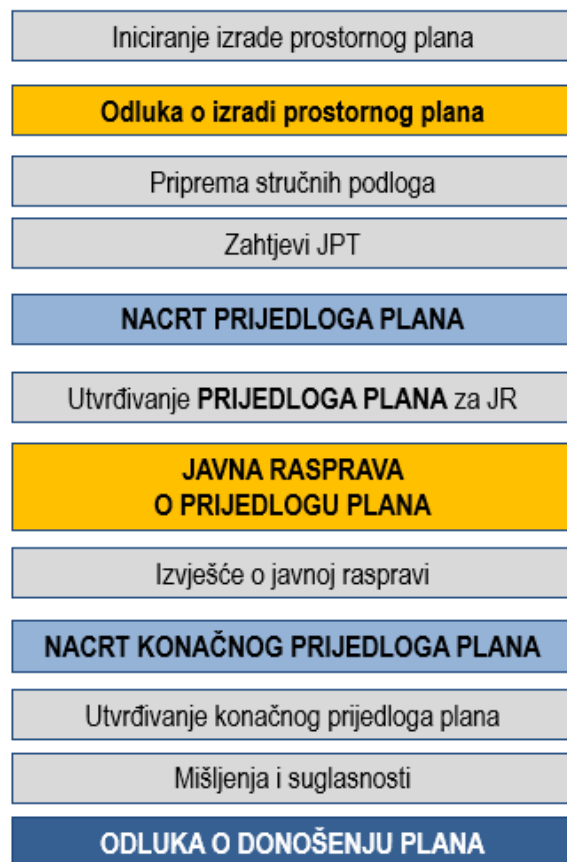 Iniciranje izrade prostornog plana
Odluka o izradi prostornog plana
Priprema stručnih podloga
Zahtjevi JPT
NACRT PRIJEDLOGA PLANA
Utvrđivanje PRIJEDLOGA PLANA za JR
JAVNA RASPRAVA
O PRIJEDLOGU PLANA
Izvješće o javnoj raspravi
NACRT KONAČNOG PRIJEDLOGA PLANA
Utvrđivanje konačnog prijedloga plana
Mišljenja i suglasnosti
ODLUKA O DONOŠENJU PLANA